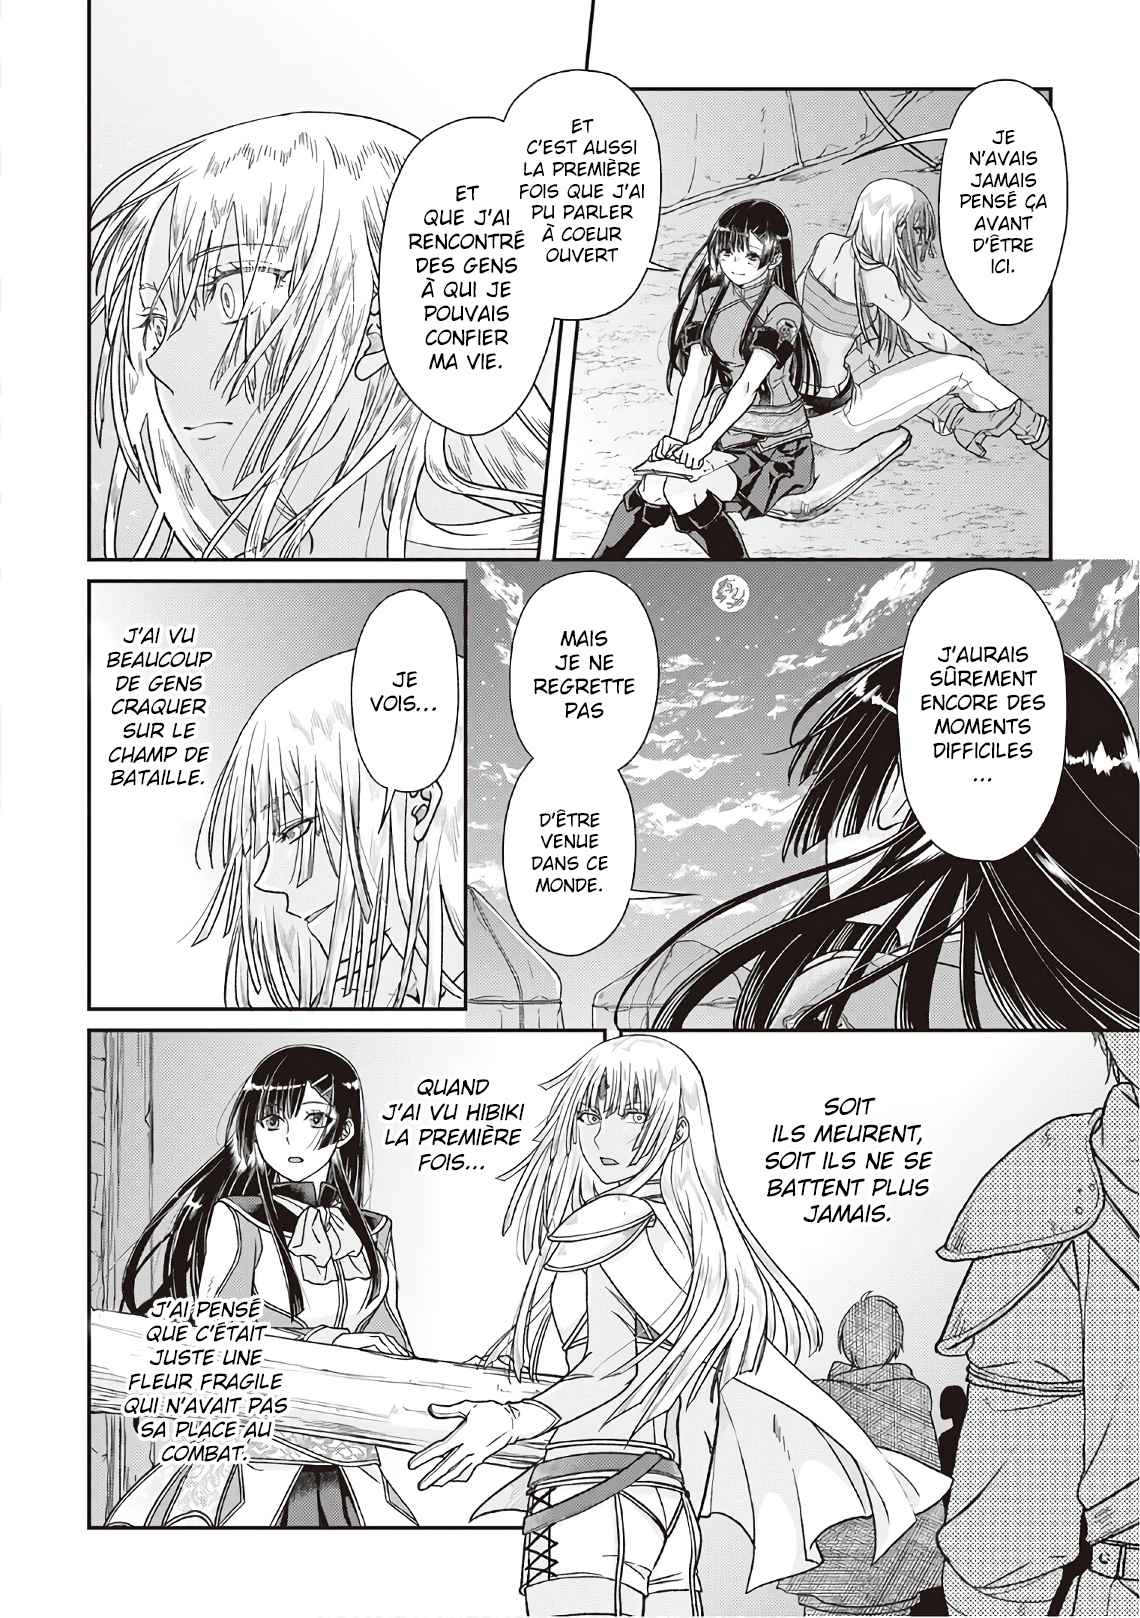 JE
N'AVAIS
JAMAIS
PENSÉ ÇA
AVANT
D'ÊTRE
ICI.
ET
C'EST AUSSI
LA PREMIÈRE
FOIS QUE J'AI
PU PARLER
À COEUR
OUVERT
ET
QUE J'AI
RENCONTRÉ
DES GENS
À QUI JE
POUVAIS
CONFIER
MA VIE.
J'AURAIS
SÛREMENT
ENCORE DES
MOMENTS
DIFFICILES
...
MAIS
JE NE
REGRETTE
PAS
D'ÊTRE
VENUE
DANS CE
MONDE.
JE
VOIS...
J'AI VU
BEAUCOUP
DE GENS
CRAQUER
SUR LE
CHAMP DE
BATAILLE.
SOIT
ILS MEURENT,
SOIT ILS NE SE
BATTENT PLUS
JAMAIS.
QUAND
J'AI VU HIBIKI
LA PREMIÈRE
FOIS...
J'AI PENSÉ
QUE C'ÉTAIT
JUSTE UNE
FLEUR FRAGILE
QUI N'AVAIT PAS
SA PLACE AU
COMBAT.